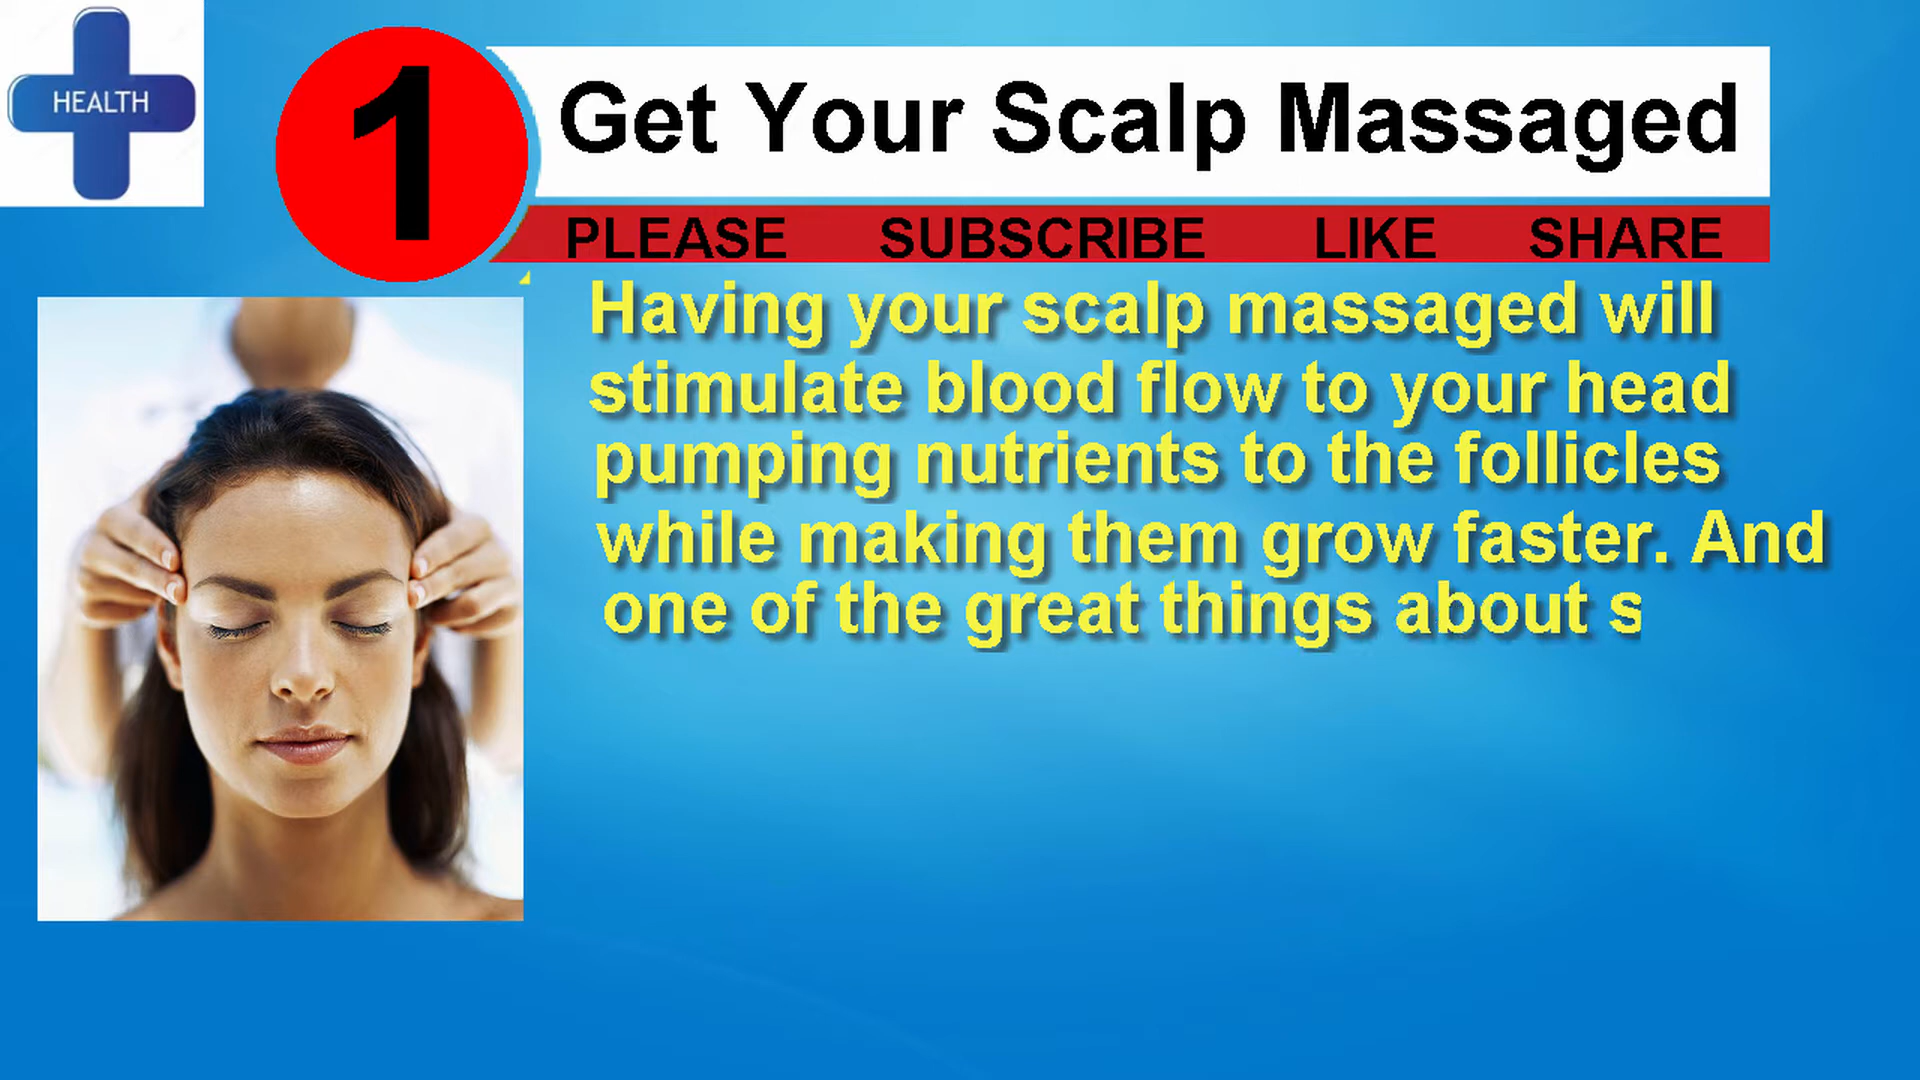 HEALTH
1
Get Your Scalp Massaged
PLEASE SUBSCRIBE LIKE SHARE
Having your scalp massaged will
stimulate blood flow to your head
pumping nutrients to the follicles
while making them grow faster. And
one of the great things about s